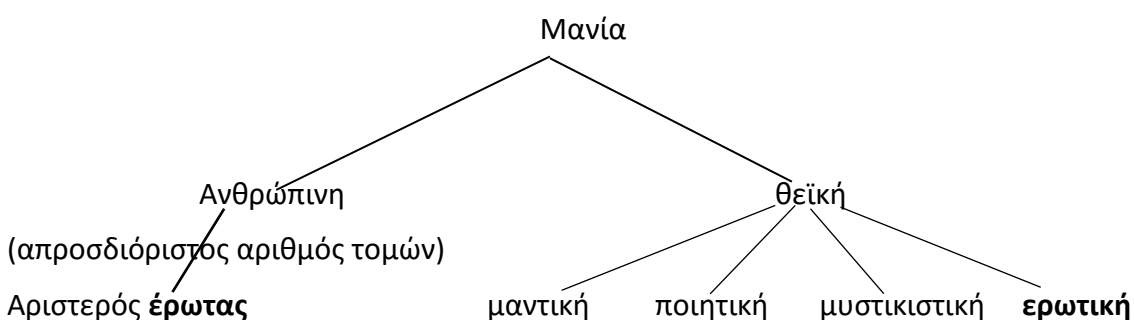 Μανία
Ανθρώπινη θεϊκή
(απροσδιόριστος αριθμός τομών)
Αριστερός έρωτας μαντική ποιητική μυστικιστική ερωτική